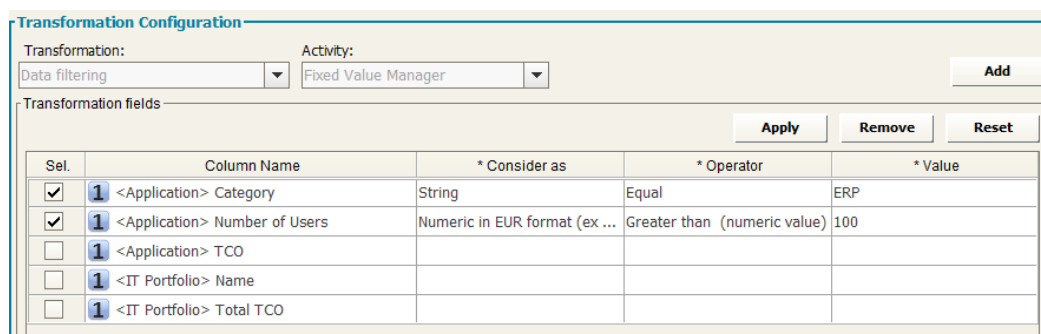 Transformation Configuration
Transformation: Activity:
Data filtering Fixed Value Manager Add
Transformation fields
Apply Remove Reset
Sel. Column Name * Consider as * Operator * Value
1 <Application> Category String Equal ERP
1 <Application> Number of Users Numeric in EUR format (ex ... Greater than (numeric value) 100
1 <Application> TCO
1 <IT Portfolio> Name
1 <IT Portfolio> Total TCO